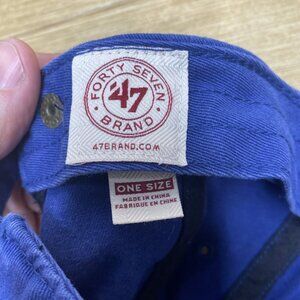 FORTY SEVEN
'47
BRAND
47BRAND.COM
ONE SIZE
MADE IN CHINA
FABRIQUE EN CHINE